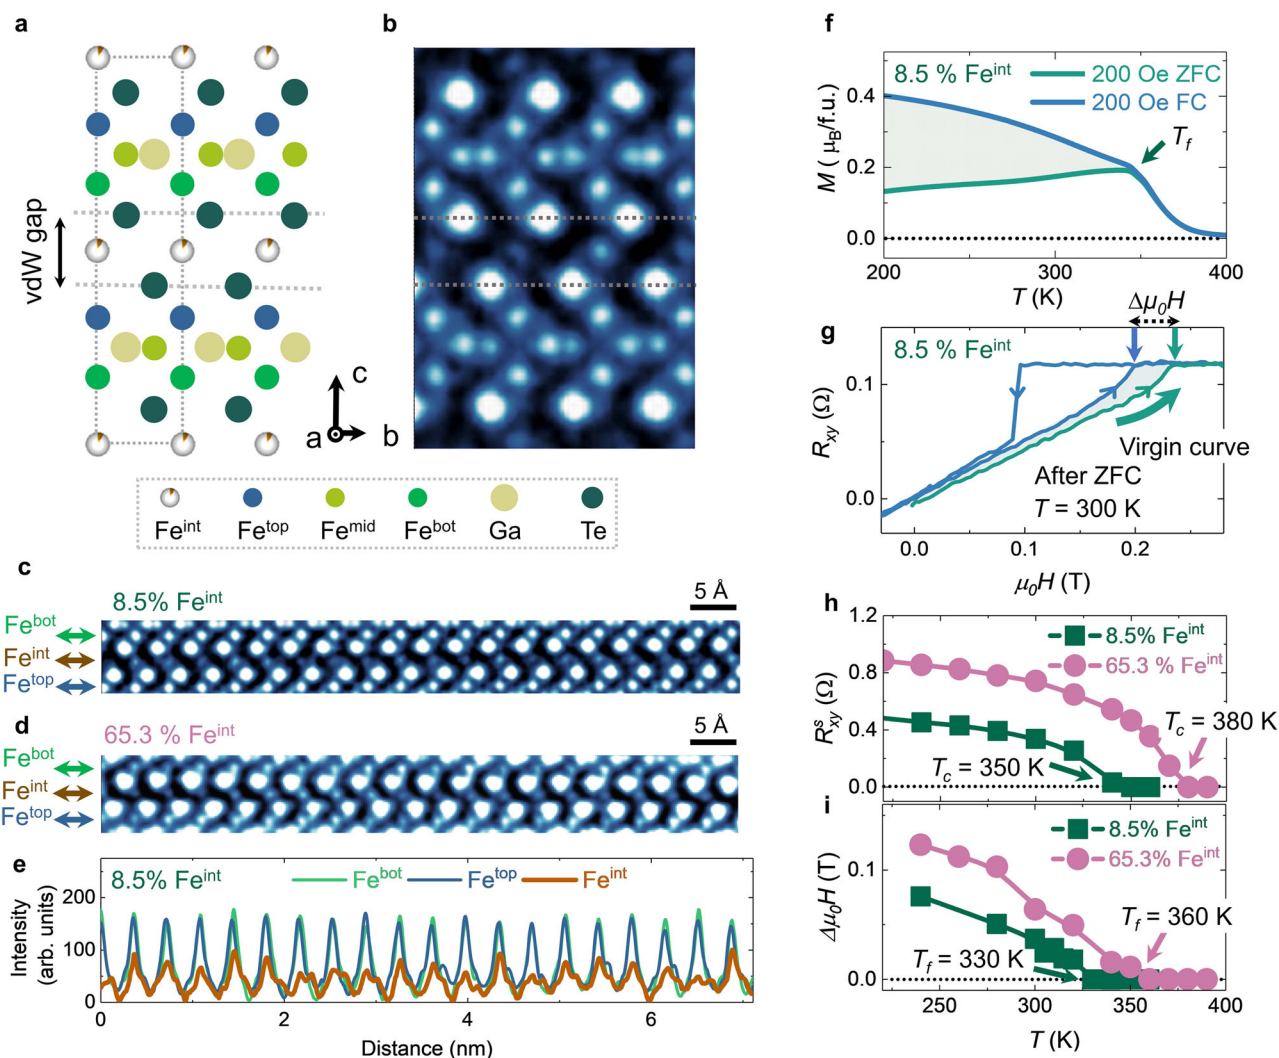 a
vdW gap
c
a
b
Fe^int
Fe^top
Fe^mid
Fe^bot
Ga
Te
b
c
8.5% Fe^int
5 Å
Fe^bot
Fe^int
Fe^top
d
65.3 % Fe^int
5 Å
Fe^bot
Fe^int
Fe^top
e
8.5% Fe^int
Fe^bot
Fe^top
Fe^int
Intensity
(arb. units)
200
100
0
0
2
4
6
Distance (nm)
f
8.5 % Fe^int
200 Oe ZFC
200 Oe FC
T_f
M ( μ_B/f.u.)
0.4
0.2
0.0
200
300
400
T (K)
g
Δμ₀H
8.5 % Fe^int
R_xy (Ω)
0.1
0.0
Virgin curve
After ZFC
T = 300 K
0.0
0.1
0.2
μ₀H (T)
h
8.5% Fe^int
65.3 % Fe^int
R^s_xy (Ω)
1.2
0.8
0.4
0.0
T_c = 380 K
T_c = 350 K
i
8.5% Fe^int
65.3% Fe^int
Δμ₀H (T)
0.1
0.0
T_f = 360 K
T_f = 330 K
250
300
350
400
T (K)